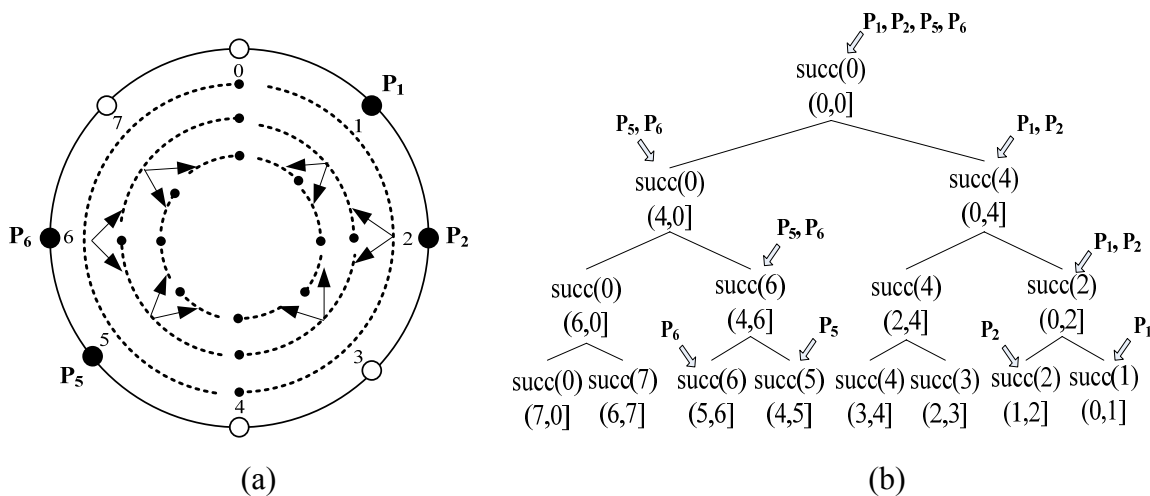 0
P1
1
7
P6
6
2
P2
5
P5
3
4
(a)
P1, P2, P5, P6
succ(0)
(0,0]
P5, P6
P1, P2
succ(0)
succ(4)
(4,0]
(0,4]
P5, P6
P1, P2
succ(0)
succ(6)
succ(4)
succ(2)
(6,0]
(4,6]
(2,4]
(0,2]
P6
P5
P2
P1
succ(0) succ(7) succ(6) succ(5) succ(4) succ(3) succ(2) succ(1)
(7,0] (6,7] (5,6] (4,5] (3,4] (2,3] (1,2] (0,1]
(b)